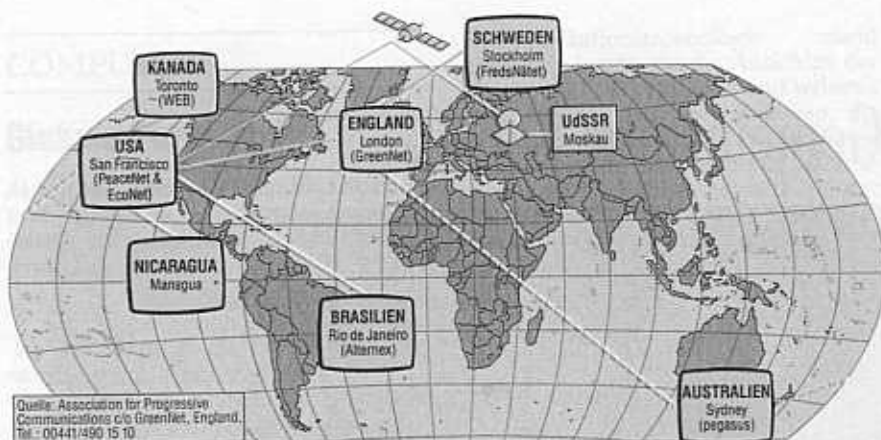 SCHWEDEN
Stockholm
(FredsNätet)
KANADA
Toronto
(WEB)
ENGLAND
London
(GreenNet)
UdSSR
Moskau
USA
San Francisco
(PeaceNet &
EcoNet)
NICARAGUA
Managua
BRASILIEN
Rio de Janeiro
(Alternex)
AUSTRALIEN
Sydney
(pegasus)
Quelle: Association for Progressive
Communications c/o GreenNet, England,
Tel.: 00441/490 15 10